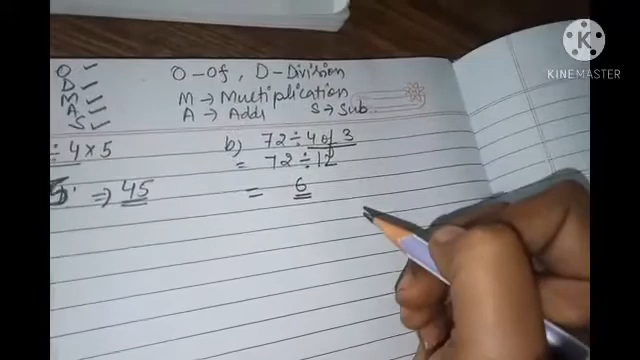 O
D
M
A
S
O - Of, D - Division
M → Multiplication
A → Addi S → Sub
÷ 4 × 5
⇒ 45
b) 72 ÷ 4 of 3
= 72 ÷ 12
= 6
KINEMASTER